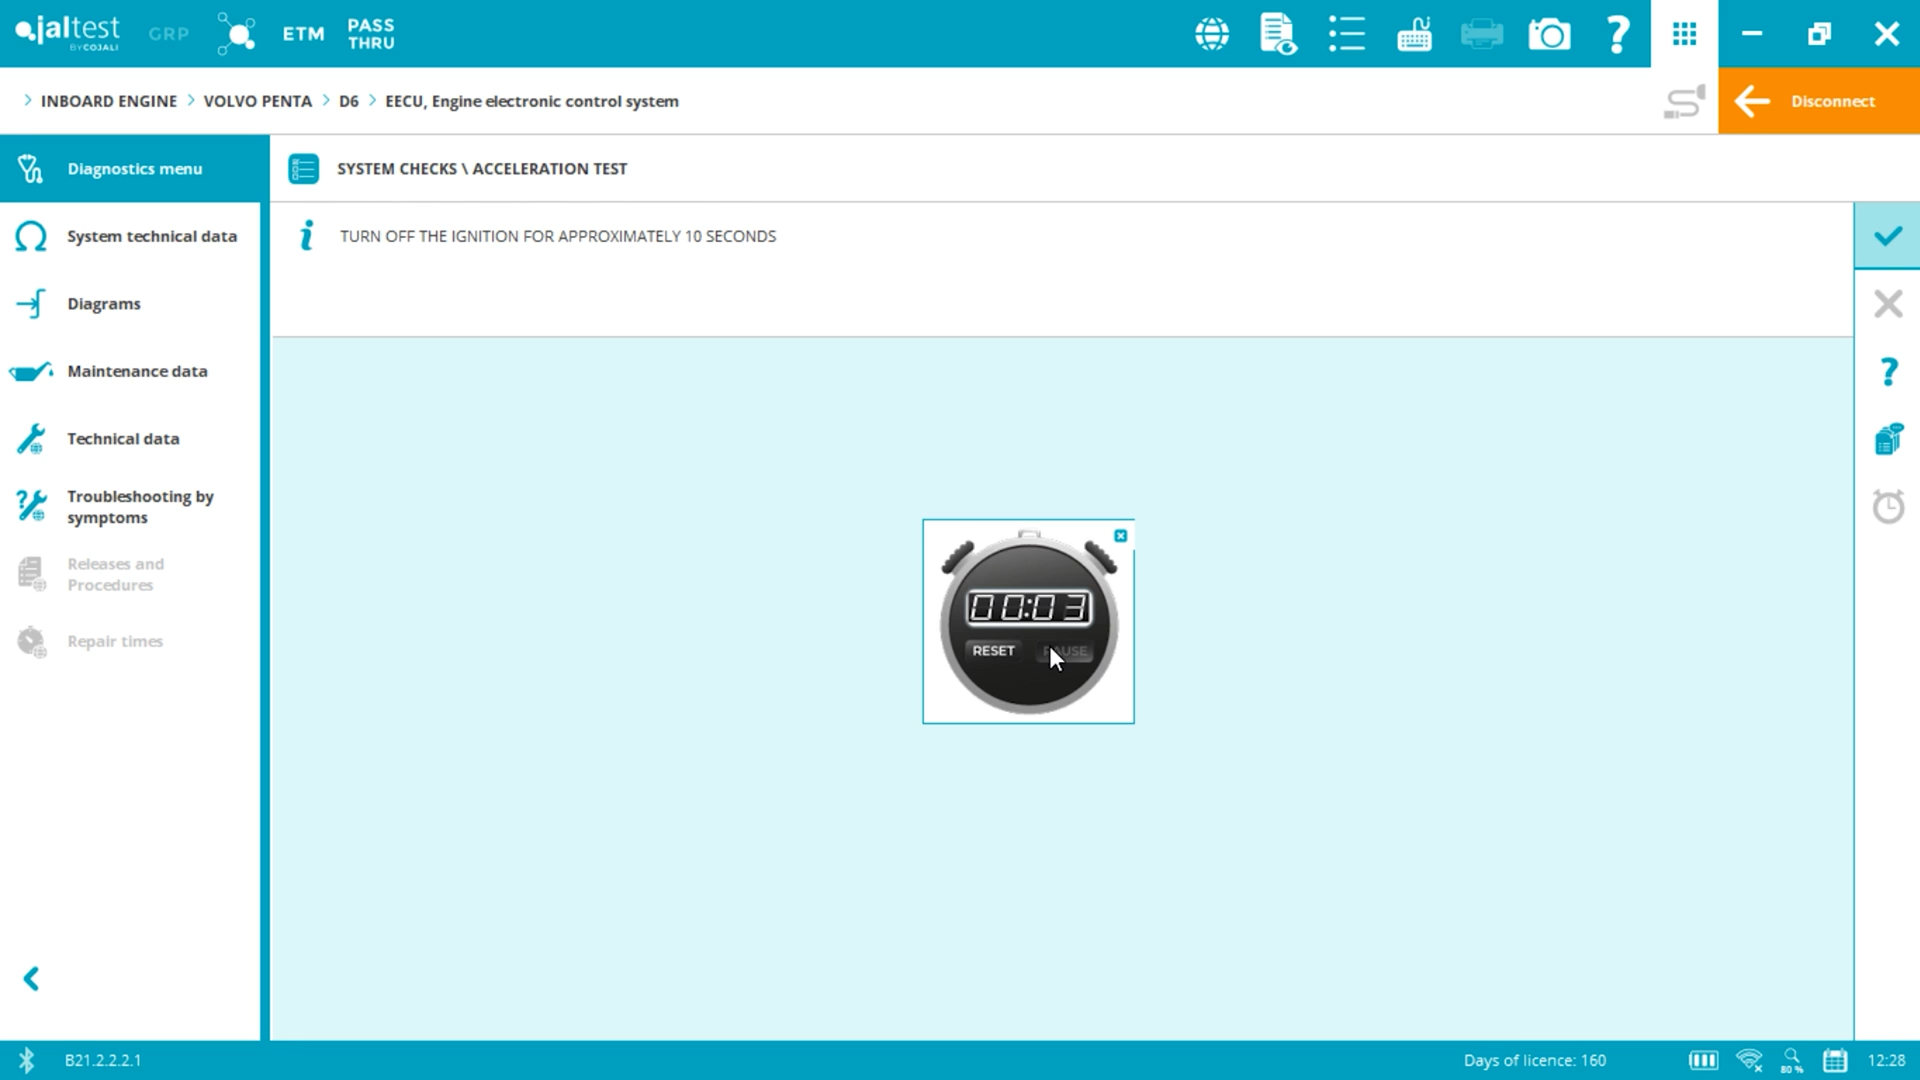 jaltest
BY COJALI
GRP
ETM
PASS
THRU
INBOARD ENGINE > VOLVO PENTA > D6 > EECU, Engine electronic control system
Disconnect
Diagnostics menu
SYSTEM CHECKS \ ACCELERATION TEST
System technical data
TURN OFF THE IGNITION FOR APPROXIMATELY 10 SECONDS
Diagrams
Maintenance data
Technical data
Troubleshooting by
symptoms
Releases and
Procedures
Repair times
00:03
RESET PAUSE
B21.2.2.2.1
Days of licence: 160
80 %
12:28